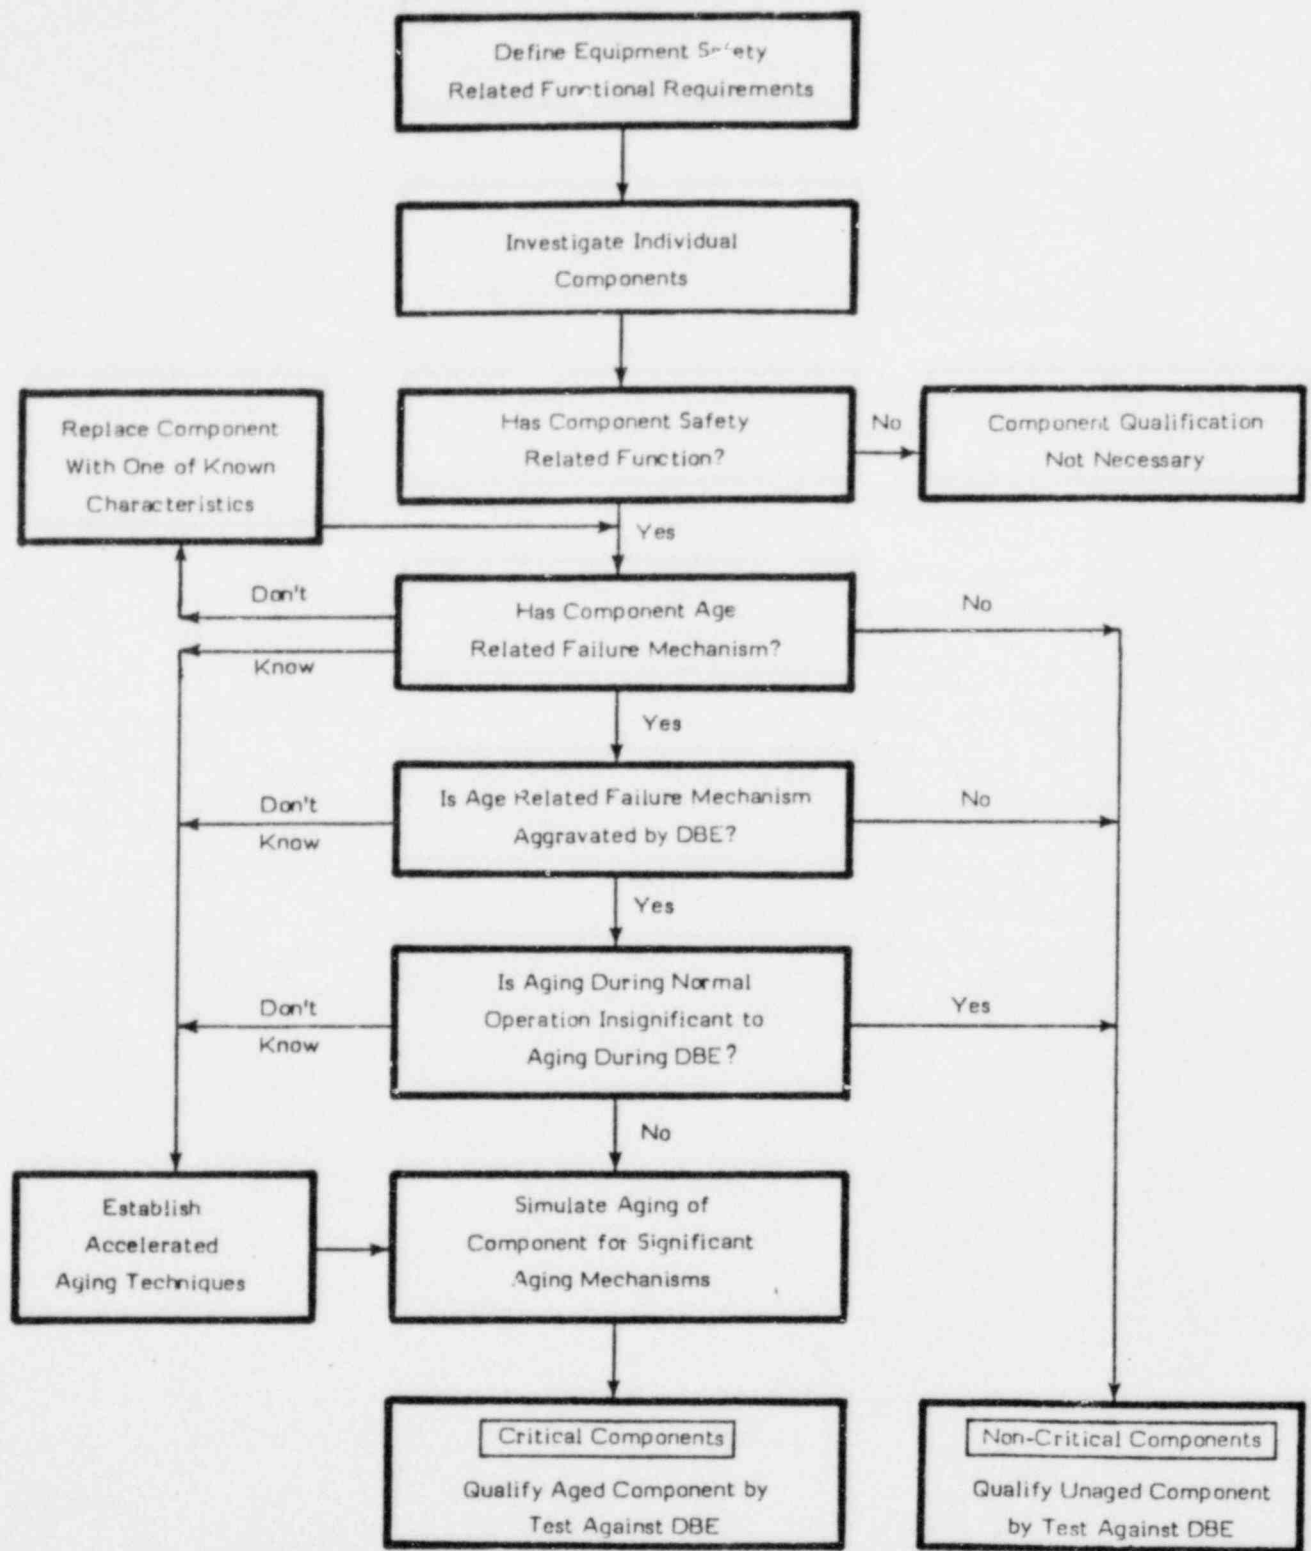 Define Equipment Safety
Related Functional Requirements
Investigate Individual
Components
Replace Component
With One of Known
Characteristics
Has Component Safety
Related Function?
No
Component Qualification
Not Necessary
Yes
Don't
Know
Has Component Age
Related Failure Mechanism?
No
Yes
Don't
Know
Is Age Related Failure Mechanism
Aggravated by DBE?
No
Yes
Don't
Know
Is Aging During Normal
Operation Insignificant to
Aging During DBE?
Yes
No
Establish
Accelerated
Aging Techniques
Simulate Aging of
Component for Significant
Aging Mechanisms
Critical Components
Qualify Aged Component by
Test Against DBE
Non-Critical Components
Qualify Unaged Component
by Test Against DBE